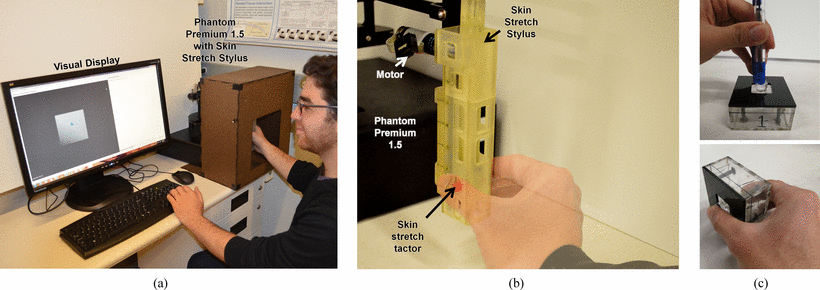 Phantom
Premium 1.5
with Skin
Stretch Stylus
Visual Display
Skin
Stretch
Stylus
Motor
Phantom
Premium
1.5
Skin
stretch
tactor
1
(a)
(b)
(c)